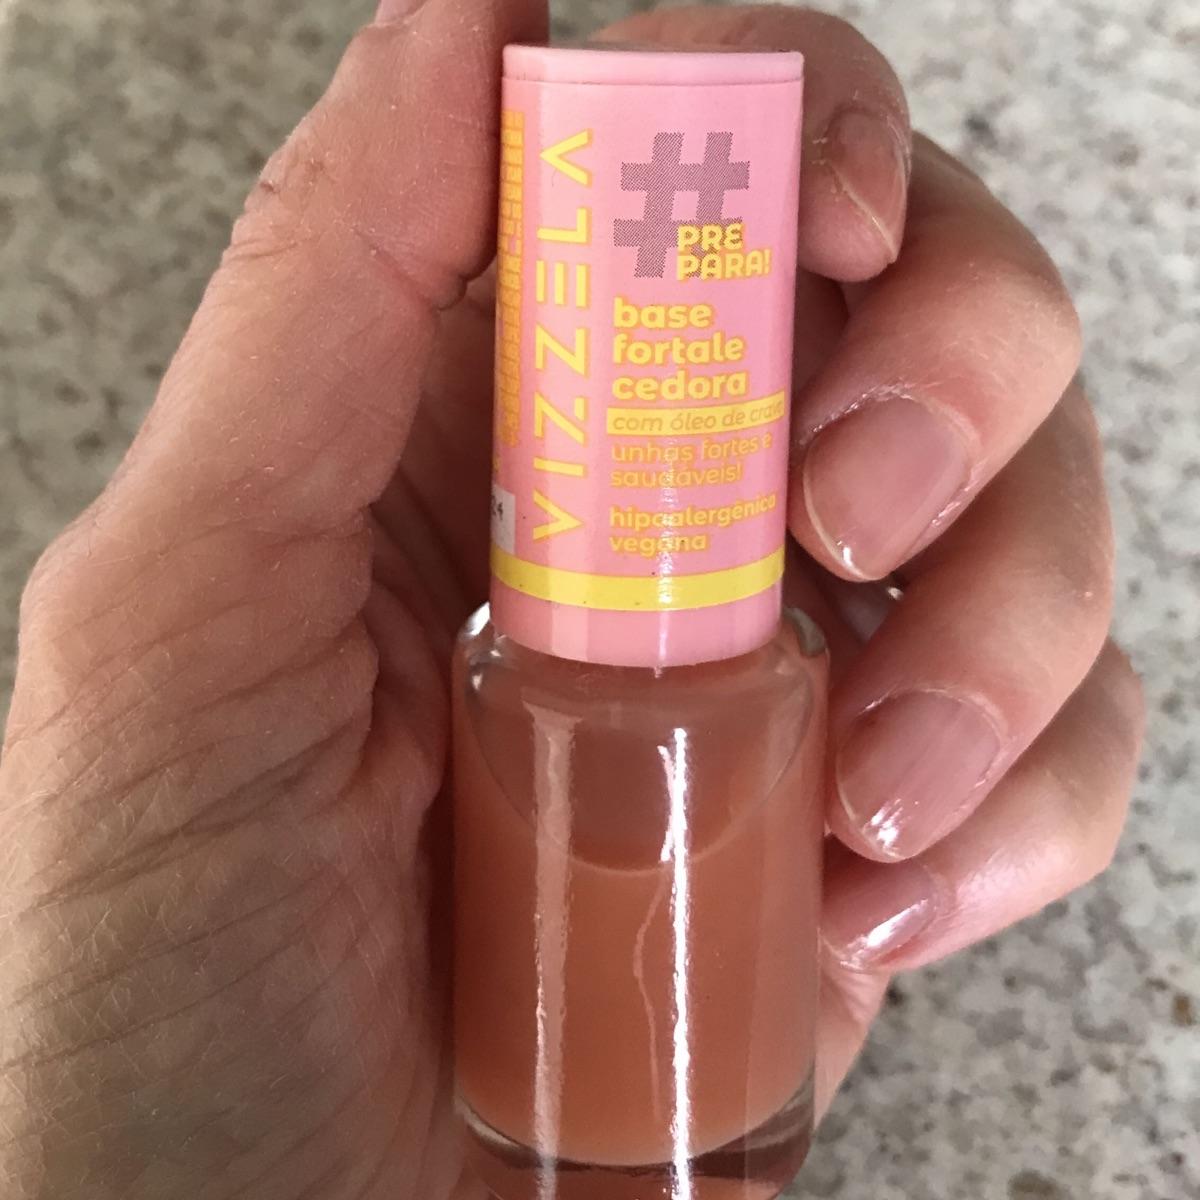 VIZZELA
#
PRE
PARA!
base
fortale
cedora
com óleo de cravo
unhas fortes e
saudáveis!
hipoalergênica
vegana